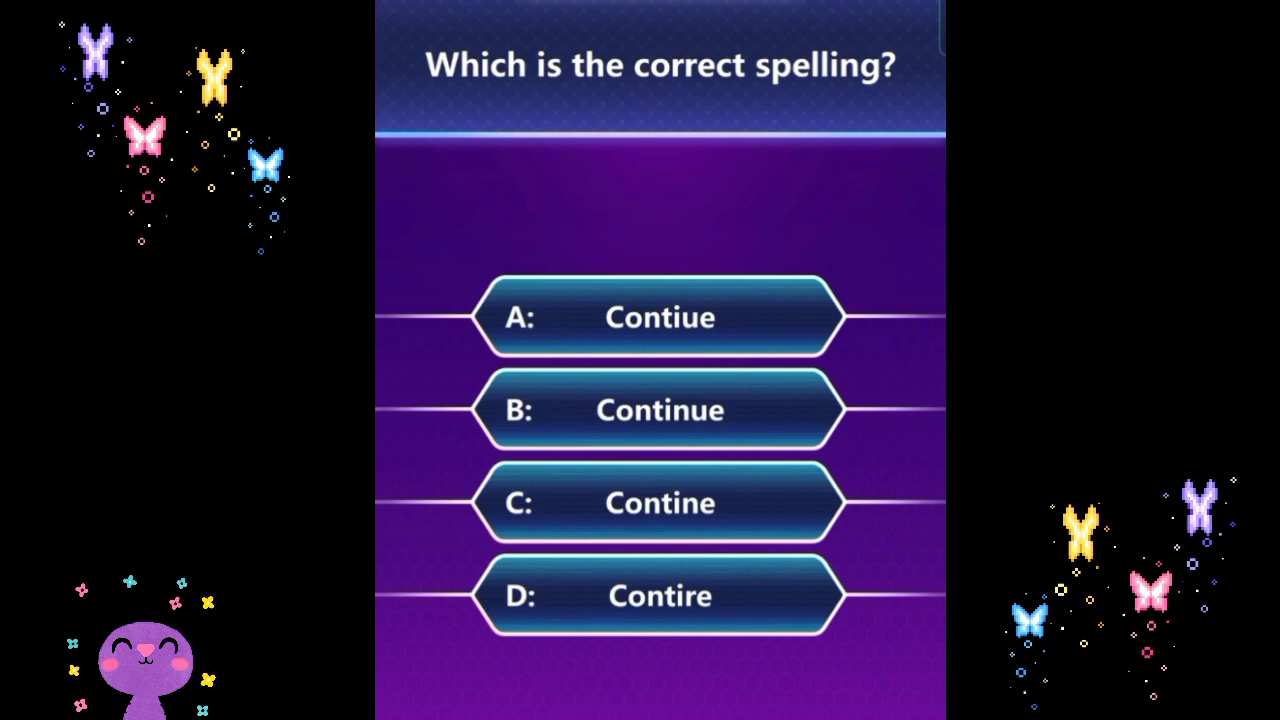 Which is the correct spelling?
A: Contiue
B: Continue
C: Contine
D: Contire